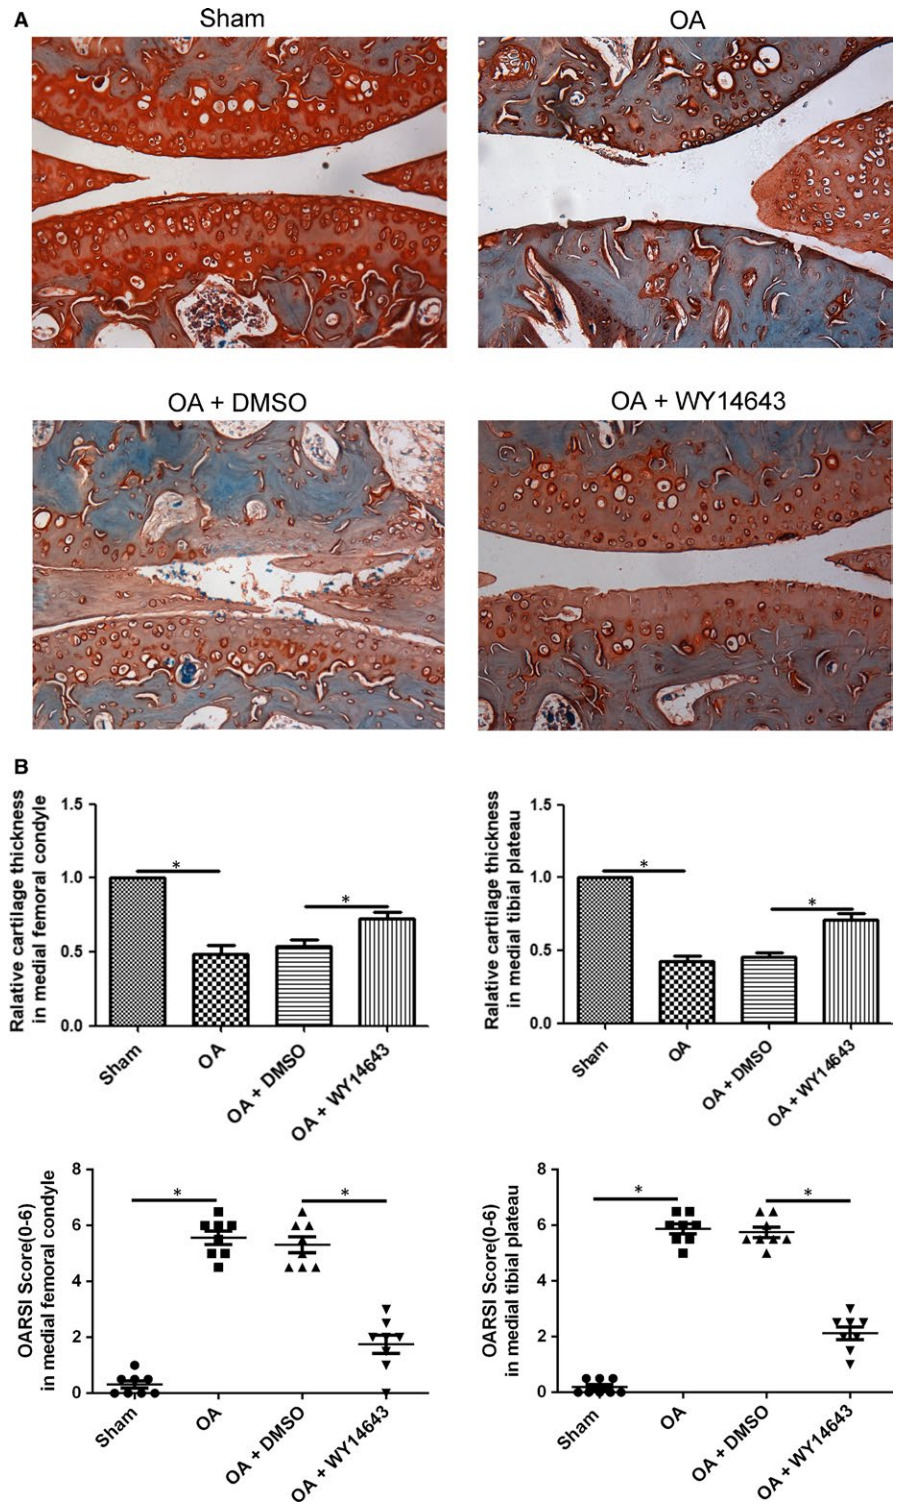 A
Sham
OA
OA + DMSO
OA + WY14643
B
Ralative cartilage thickness
in medial femoral condyle
1.5
1.0
0.5
0.0
*
*
Sham
OA
OA + DMSO
OA + WY14643
Ralative cartilage thickness
in medial tibial plateau
1.5
1.0
0.5
0.0
*
*
Sham
OA
OA + DMSO
OA + WY14643
OARSI Score(0-6)
in medial femoral condyle
8
6
4
2
0
*
*
Sham
OA
OA + DMSO
OA + WY14643
OARSI Score(0-6)
in medial tibial plateau
8
6
4
2
0
*
*
Sham
OA
OA + DMSO
OA + WY14643